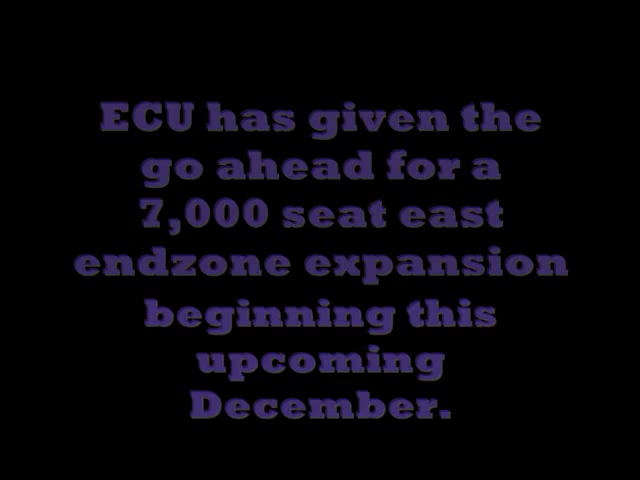 ECU has given the
go ahead for a
7,000 seat east
endzone expansion
beginning this
upcoming
December.